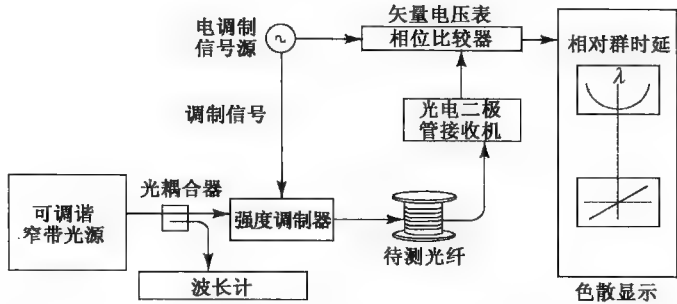 电调制
信号源
矢量电压表
相位比较器
相对群时延
λ
调制信号
光电二极
管接收机
光耦合器
可调谐
窄带光源
强度调制器
待测光纤
波长计
色散显示